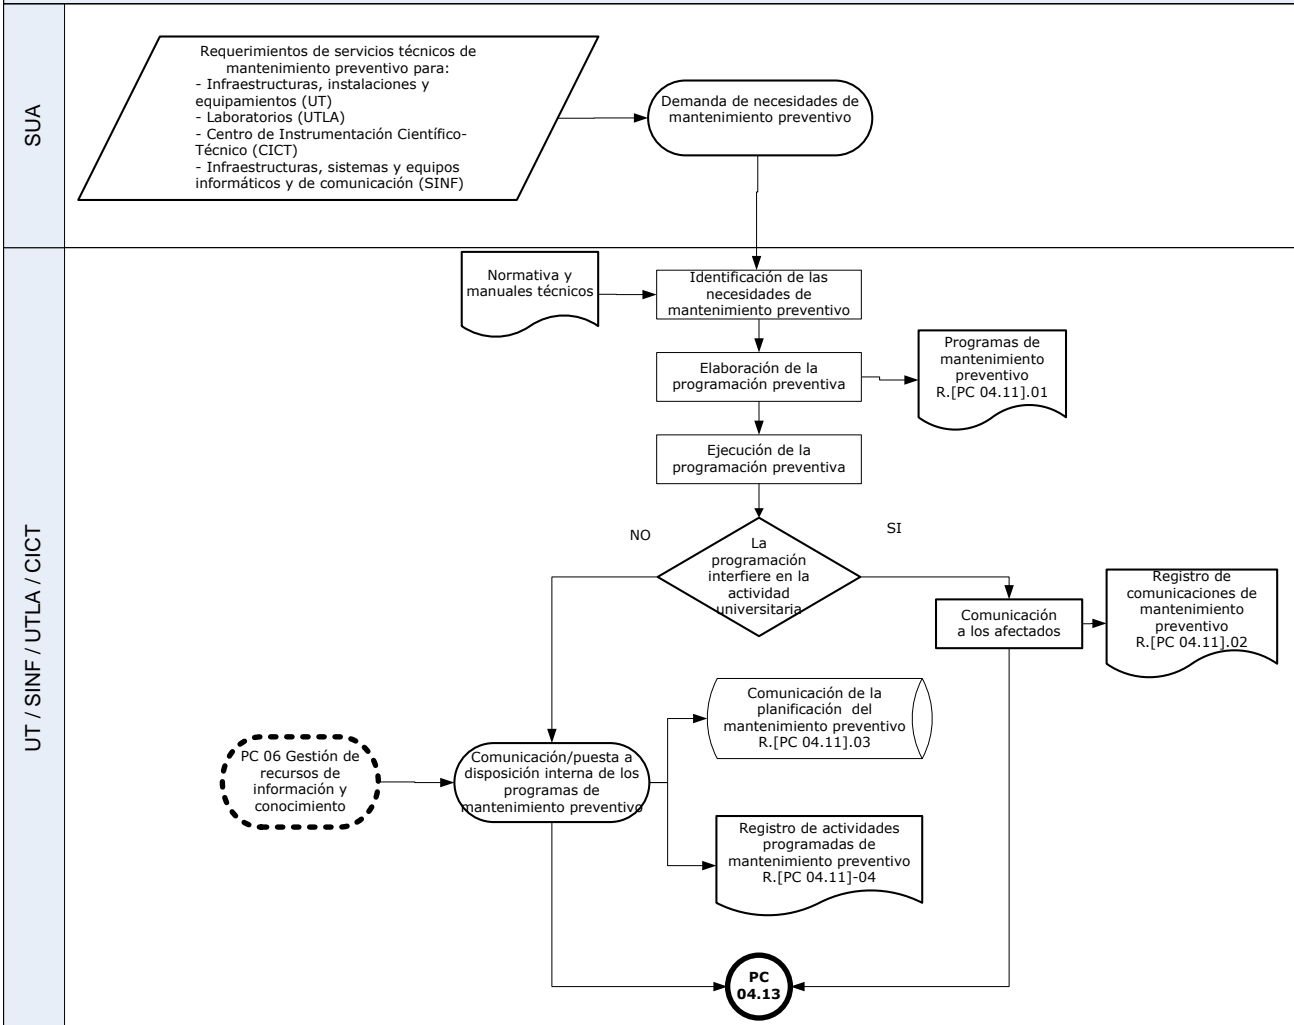 SUA
Requerimientos de servicios técnicos de
mantenimiento preventivo para:
- Infraestructuras, instalaciones y
equipamientos (UT)
- Laboratorios (UTLA)
- Centro de Instrumentación Científico-
Técnico (CICT)
- Infraestructuras, sistemas y equipos
informáticos y de comunicación (SINF)
Demanda de necesidades de
mantenimiento preventivo
UT / SINF / UTLA / CICT
Normativa y
manuales técnicos
Identificación de las
necesidades de
mantenimiento preventivo
Elaboración de la
programación preventiva
Programas de
mantenimiento
preventivo
R.[PC 04.11].01
Ejecución de la
programación preventiva
NO
SI
La
programación
interfiere en la
actividad
universitaria
Comunicación
a los afectados
Registro de
comunicaciones de
mantenimiento
preventivo
R.[PC 04.11].02
Comunicación de la
planificación del
mantenimiento preventivo
R.[PC 04.11].03
PC 06 Gestión de
recursos de
información y
conocimiento
Comunicación/puesta a
disposición interna de los
programas de
mantenimiento preventivo
Registro de actividades
programadas de
mantenimiento preventivo
R.[PC 04.11]-04
PC
04.13